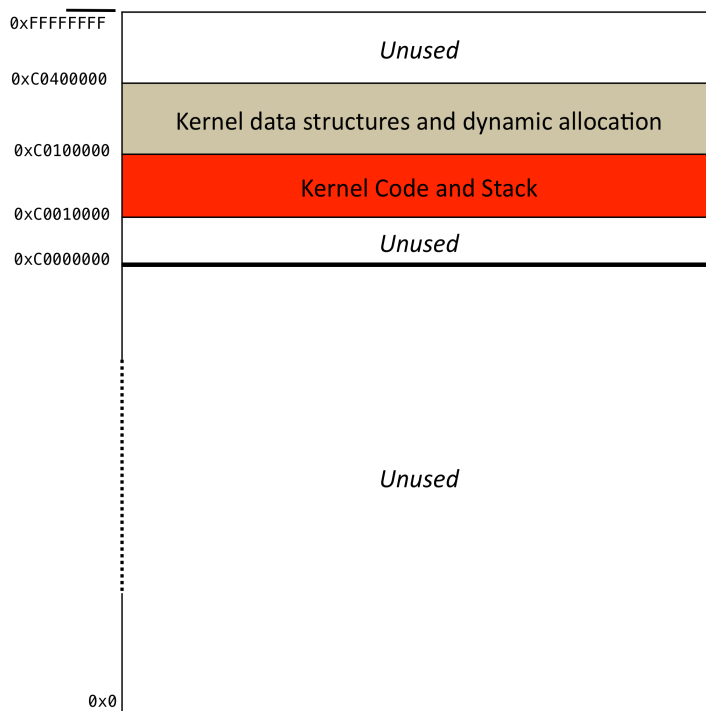 0xFFFFFFFF
Unused
0xC0400000
Kernel data structures and dynamic allocation
0xC0100000
Kernel Code and Stack
0xC0010000
Unused
0xC0000000
Unused
0x0